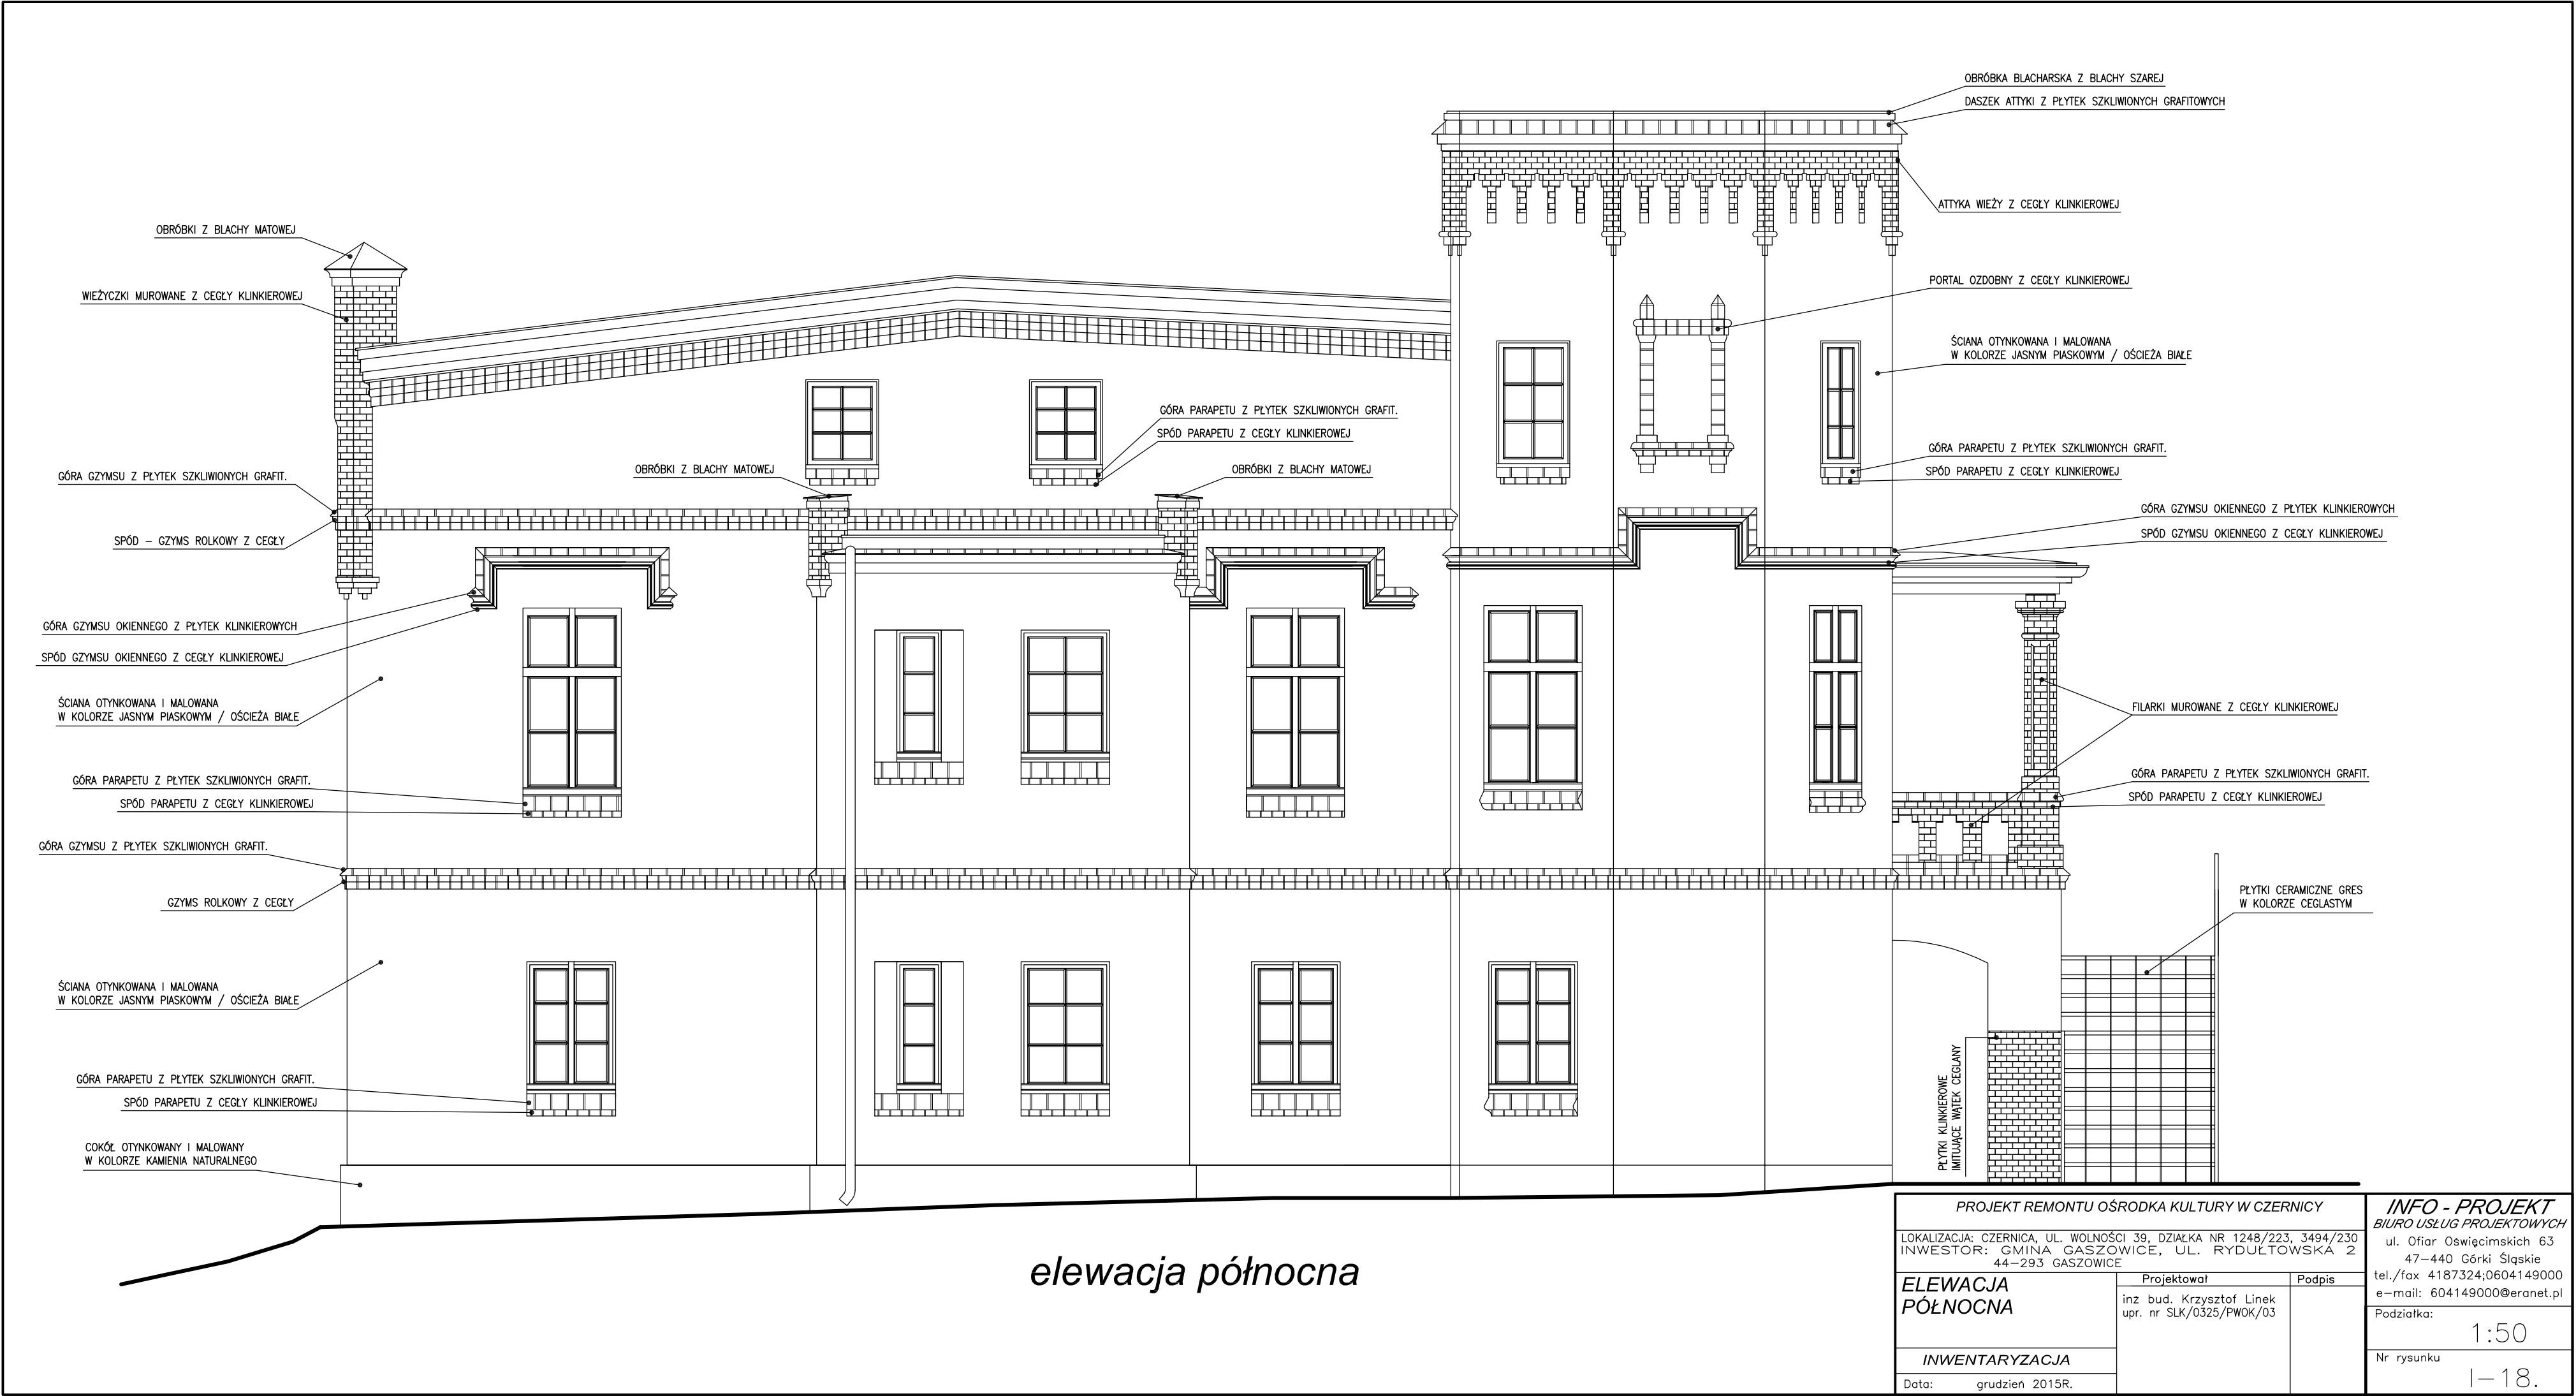 OBRÓBKA BLACHARSKA Z BLACHY SZAREJ
DASZEK ATTYKI Z PŁYTEK SZKLIWIONYCH GRAFITOWYCH
ATTYKA WIEŻY Z CEGŁY KLINKIEROWEJ
OBRÓBKI Z BLACHY MATOWEJ
WIEŻYCZKI MUROWANE Z CEGŁY KLINKIEROWEJ
PORTAL OZDOBNY Z CEGŁY KLINKIEROWEJ
ŚCIANA OTYNKOWANA I MALOWANA
W KOLORZE JASNYM PIASKOWYM / OŚCIEŻA BIAŁE
GÓRA PARAPETU Z PŁYTEK SZKLIWIONYCH GRAFIT.
SPÓD PARAPETU Z CEGŁY KLINKIEROWEJ
GÓRA PARAPETU Z PŁYTEK SZKLIWIONYCH GRAFIT.
SPÓD PARAPETU Z CEGŁY KLINKIEROWEJ
OBRÓBKI Z BLACHY MATOWEJ
OBRÓBKI Z BLACHY MATOWEJ
GÓRA GZYMSU Z PŁYTEK SZKLIWIONYCH GRAFIT.
SPÓD – GZYMS ROLKOWY Z CEGŁY
GÓRA GZYMSU OKIENNEGO Z PŁYTEK KLINKIEROWYCH
SPÓD GZYMSU OKIENNEGO Z CEGŁY KLINKIEROWEJ
GÓRA GZYMSU OKIENNEGO Z PŁYTEK KLINKIEROWYCH
SPÓD GZYMSU OKIENNEGO Z CEGŁY KLINKIEROWEJ
ŚCIANA OTYNKOWANA I MALOWANA
W KOLORZE JASNYM PIASKOWYM / OŚCIEŻA BIAŁE
FILARKI MUROWANE Z CEGŁY KLINKIEROWEJ
GÓRA PARAPETU Z PŁYTEK SZKLIWIONYCH GRAFIT.
SPÓD PARAPETU Z CEGŁY KLINKIEROWEJ
GÓRA PARAPETU Z PŁYTEK SZKLIWIONYCH GRAFIT.
SPÓD PARAPETU Z CEGŁY KLINKIEROWEJ
GÓRA GZYMSU Z PŁYTEK SZKLIWIONYCH GRAFIT.
GZYMS ROLKOWY Z CEGŁY
PŁYTKI CERAMICZNE GRES
W KOLORZE CEGLASTYM
ŚCIANA OTYNKOWANA I MALOWANA
W KOLORZE JASNYM PIASKOWYM / OŚCIEŻA BIAŁE
GÓRA PARAPETU Z PŁYTEK SZKLIWIONYCH GRAFIT.
SPÓD PARAPETU Z CEGŁY KLINKIEROWEJ
PŁYTKI KLINKIEROWE
IMITUJĄCE WĄTEK CEGLANY
COKÓŁ OTYNKOWANY I MALOWANY
W KOLORZE KAMIENIA NATURALNEGO
elewacja północna
PROJEKT REMONTU OŚRODKA KULTURY W CZERNICY
LOKALIZACJA: CZERNICA, UL. WOLNOŚCI 39, DZIAŁKA NR 1248/223, 3494/230
INWESTOR: GMINA GASZOWICE, UL. RYDUŁTOWSKA 2
44–293 GASZOWICE
ELEWACJA
PÓŁNOCNA
INWENTARYZACJA
Data: grudzień 2015R.
Projektował
inż bud. Krzysztof Linek
upr. nr SLK/0325/PWOK/03
Podpis
INFO - PROJEKT
BIURO USŁUG PROJEKTOWYCH
ul. Ofiar Oświęcimskich 63
47–440 Górki Śląskie
tel./fax 4187324;0604149000
e–mail: 604149000@eranet.pl
Podziałka:
1:50
Nr rysunku
I–18.